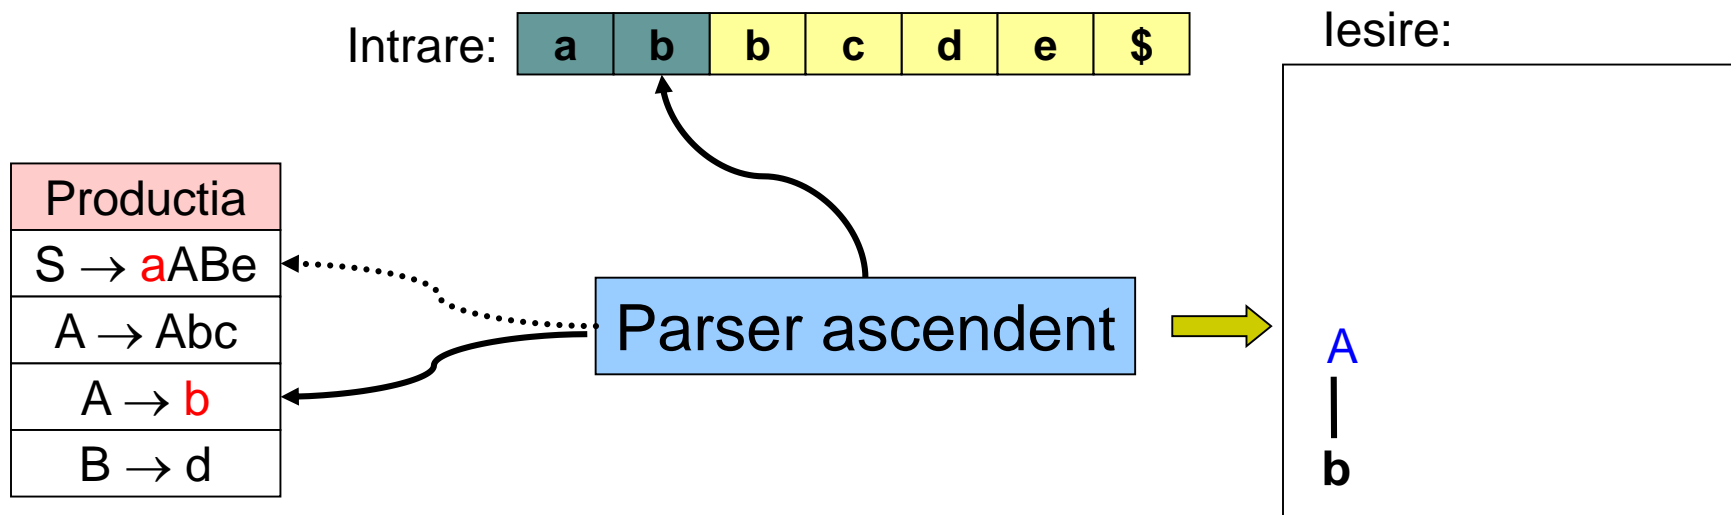 Intrare: a b b c d e $
Iesire:
Productia
S → aABe
A → Abc
A → b
B → d
Parser ascendent
A
b